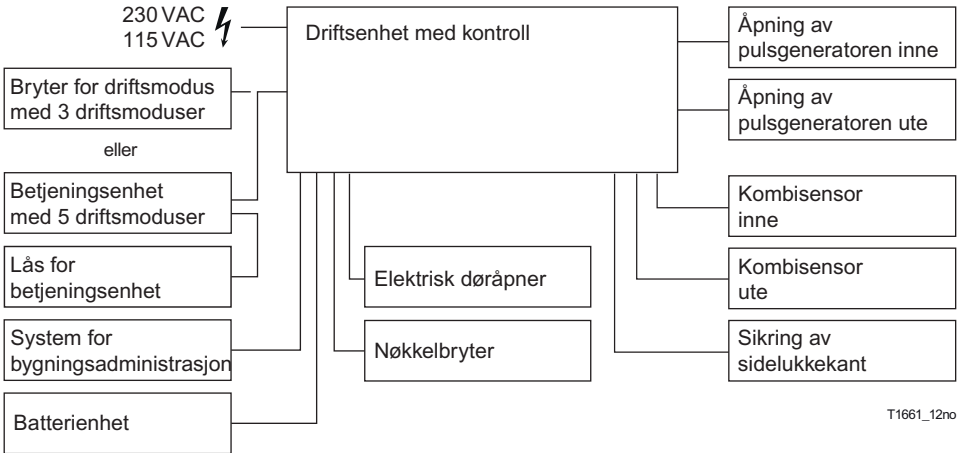 230 VAC
115 VAC
Driftsenhet med kontroll
Åpning av
pulsgeneratoren inne
Bryter for driftsmodus
med 3 driftsmoduser
Åpning av
pulsgeneratoren ute
eller
Betjeningsenhet
med 5 driftsmoduser
Kombisensor
inne
Lås for
betjeningsenhet
Elektrisk døråpner
Kombisensor
ute
System for
bygningsadministrasjon
Nøkkelbryter
Sikring av
sidelukkekant
Batterienhet
T1661_12no